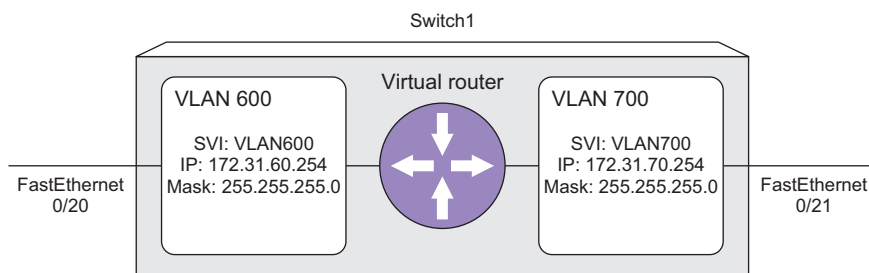 Switch1
VLAN 600
SVI: VLAN600
IP: 172.31.60.254
Mask: 255.255.255.0
Virtual router
VLAN 700
SVI: VLAN700
IP: 172.31.70.254
Mask: 255.255.255.0
FastEthernet
0/20
FastEthernet
0/21